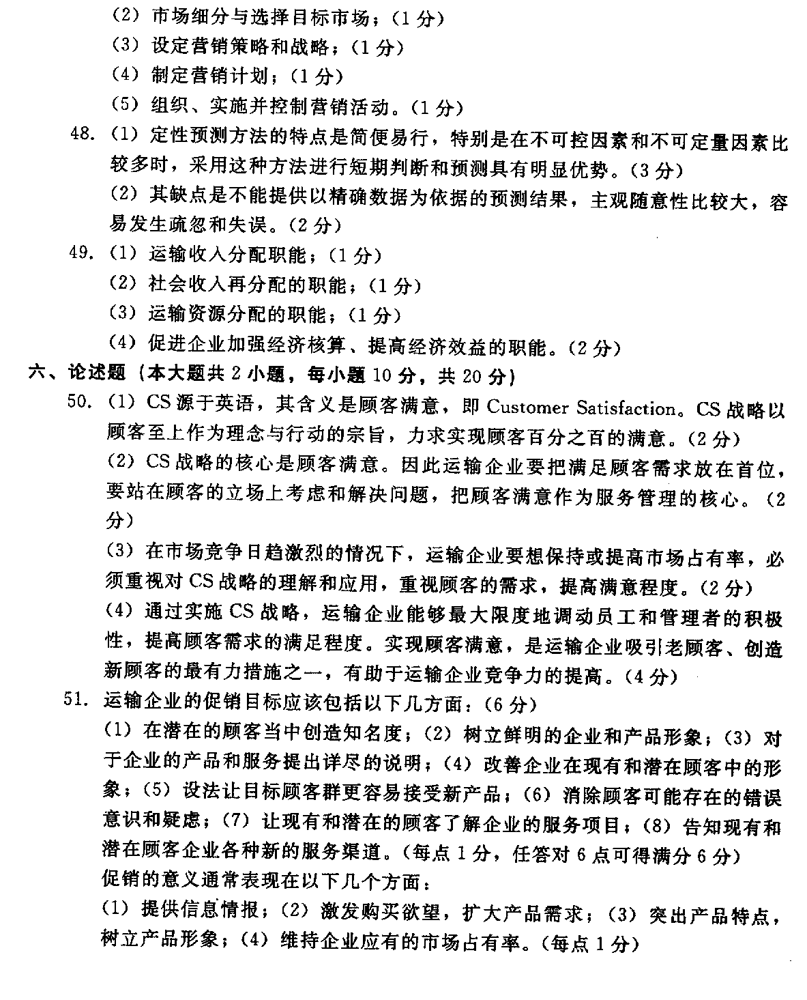 （2）市场细分与选择目标市场；（1 分）
（3）设定营销策略和战略；（1 分）
（4）制定营销计划；（1 分）
（5）组织、实施并控制营销活动。（1 分）
48.（1）定性预测方法的特点是简便易行，特别是在不可控因素和不可定量因素比
较多时，采用这种方法进行短期判断和预测具有明显优势。（3 分）
（2）其缺点是不能提供以精确数据为依据的预测结果，主观随意性比较大，容
易发生疏忽和失误。（2 分）
49.（1）运输收入分配职能；（1 分）
（2）社会收入再分配的职能；（1 分）
（3）运输资源分配的职能；（1 分）
（4）促进企业加强经济核算、提高经济效益的职能。（2 分）
六、论述题（本大题共 2 小题，每小题 10 分，共 20 分）
50.（1）CS 源于英语，其含义是顾客满意，即 Customer Satisfaction。CS 战略以
顾客至上作为理念与行动的宗旨，力求实现顾客百分之百的满意。（2 分）
（2）CS 战略的核心是顾客满意。因此运输企业要把满足顾客需求放在首位，
要站在顾客的立场上考虑和解决问题，把顾客满意作为服务管理的核心。（2
分）
（3）在市场竞争日趋激烈的情况下，运输企业要想保持或提高市场占有率，必
须重视对 CS 战略的理解和应用，重视顾客的需求，提高满意程度。（2 分）
（4）通过实施 CS 战略，运输企业能够最大限度地调动员工和管理者的积极
性，提高顾客需求的满足程度。实现顾客满意，是运输企业吸引老顾客、创造
新顾客的最有力措施之一，有助于运输企业竞争力的提高。（4 分）
51. 运输企业的促销目标应该包括以下几方面：（6 分）
（1）在潜在的顾客当中创造知名度；（2）树立鲜明的企业和产品形象；（3）对
于企业的产品和服务提出详尽的说明；（4）改善企业在现有和潜在顾客中的形
象；（5）设法让目标顾客群更容易接受新产品；（6）消除顾客可能存在的错误
意识和疑虑；（7）让现有和潜在的顾客了解企业的服务项目；（8）告知现有和
潜在顾客企业各种新的服务渠道。（每点 1 分，任答对 6 点可得满分 6 分）
促销的意义通常表现在以下几个方面：
（1）提供信息情报；（2）激发购买欲望，扩大产品需求；（3）突出产品特点，
树立产品形象；（4）维持企业应有的市场占有率。（每点 1 分）